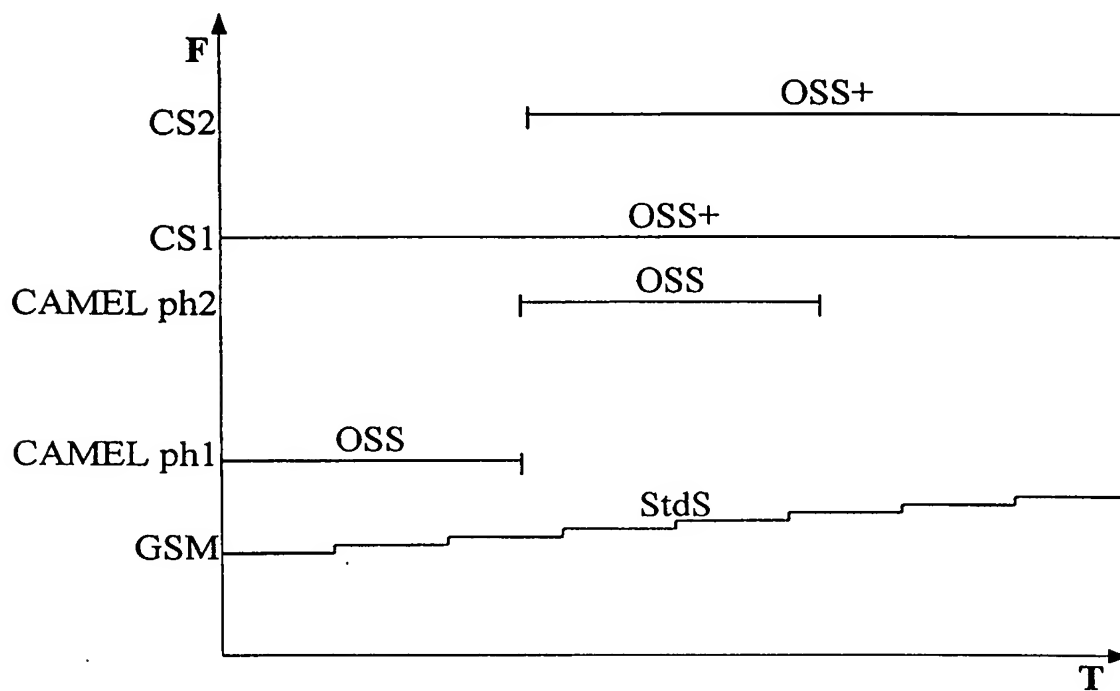 F
OSS+
CS2
OSS+
CS1
OSS
CAMEL ph2
OSS
CAMEL ph1
StdS
GSM
T